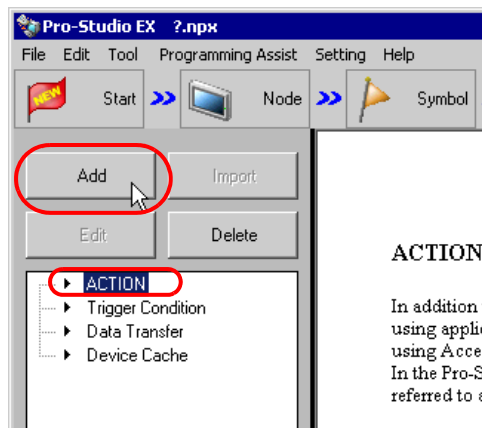 Pro-Studio EX ?.npx
File Edit Tool Programming Assist Setting Help
NEW Start Node Symbol
Add Import
Edit Delete
ACTION
Trigger Condition
Data Transfer
Device Cache
ACTION
In addition
using appli
using Acce
In the Pro-S
referred to a